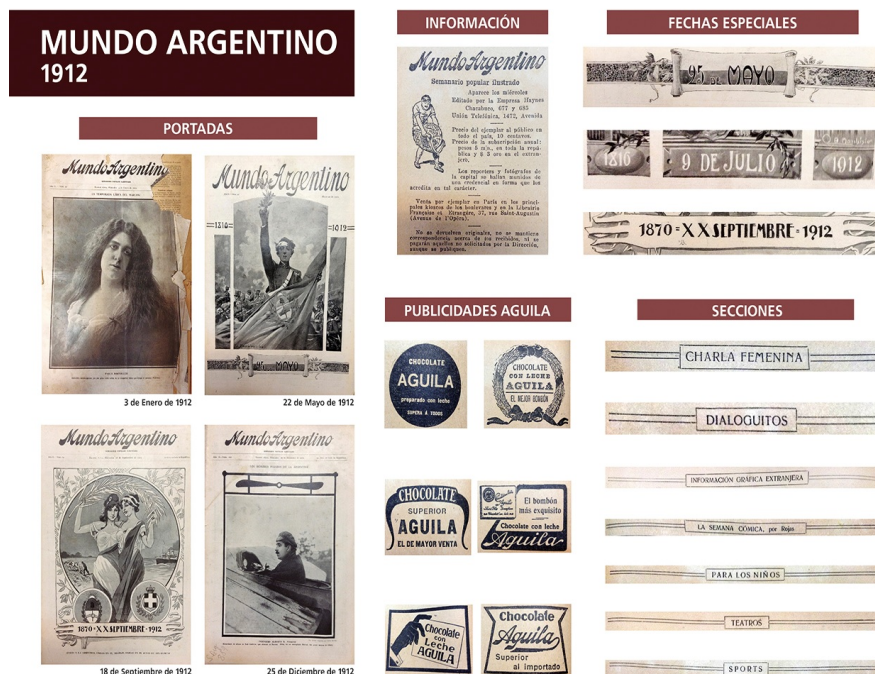 MUNDO ARGENTINO
1912
PORTADAS
Mundo Argentino
3 de Enero de 1912
Mundo Argentino
1810
1912
25 DE MAYO
22 de Mayo de 1912
Mundo Argentino
1870 = XX SEPTIEMBRE = 1912
18 de Septiembre de 1912
Mundo Argentino
25 de Diciembre de 1912
INFORMACIÓN
Mundo Argentino
Semanario popular ilustrado
Aparece los miércoles
Editado por la Empresa Haynes
Chacabuco, 677 y 685
Unión Telefónica, 1472, Avenida
Precio del ejemplar al público en
todo el país, 10 centavos.
Precio de la subscripción anual:
pesos 5 m/n., en toda la repú-
blica y $ 3 oro en el extran-
jero.
Los reporters y fotógrafos de
la capital se hallan munidos de
una credencial en forma que los
acredita en tal carácter.
Venta por ejemplar en París en los princi-
pales kioscos de los boulevares y en la Librairie
Française et Etrangère, 37, rue Saint-Augustin
(Avenue de l'Opéra).
No se devuelven originales, no se mantiene
correspondencia acerca de los recibidos, ni se
pagarán aquellos no solicitados por la Dirección,
aunque se publiquen.
PUBLICIDADES AGUILA
CHOCOLATE
AGUILA
preparado con leche
SUPERA A TODOS
CHOCOLATE
CON LECHE
AGUILA
EL MEJOR BOMBÓN
CHOCOLATE
SUPERIOR
AGUILA
EL DE MAYOR VENTA
El bombón
más exquisito
Chocolate con leche
Aguila
Chocolate
con
Leche
AGUILA
Chocolate
Aguila
Superior
al importado
FECHAS ESPECIALES
25 DE MAYO
1816
9 DE JULIO
1912
1870 = XX SEPTIEMBRE = 1912
SECCIONES
CHARLA FEMENINA
DIALOGUITOS
INFORMACIÓN GRÁFICA EXTRANJERA
LA SEMANA CÓMICA, por Rojas
PARA LOS NIÑOS
TEATROS
SPORTS